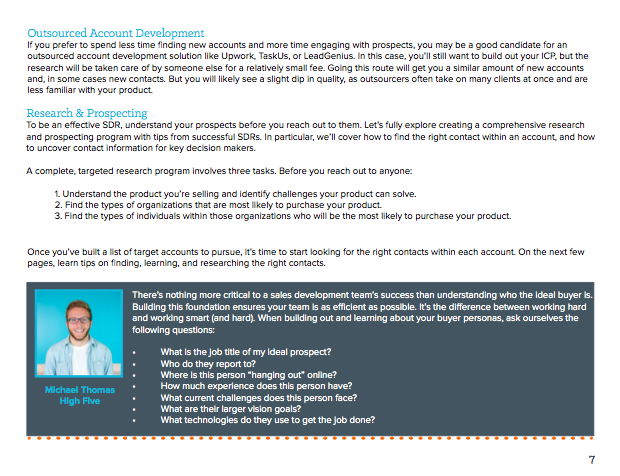 Outsourced Account Development
If you prefer to spend less time finding new accounts and more time engaging with prospects, you may be a good candidate for an
outsourced account development solution like Upwork, TaskUs, or LeadGenius. In this case, you'll still want to build out your ICP, but the
research will be taken care of by someone else for a relatively small fee. Going this route will get you a similar amount of new accounts
and, in some cases new contacts. But you will likely see a slight dip in quality, as outsourcers often take on many clients at once and are
less familiar with your product.
Research & Prospecting
To be an effective SDR, understand your prospects before you reach out to them. Let's fully explore creating a comprehensive research
and prospecting program with tips from successful SDRs. In particular, we'll cover how to find the right contact within an account, and how
to uncover contact information for key decision makers.
A complete, targeted research program involves three tasks. Before you reach out to anyone:
1. Understand the product you're selling and identify challenges your product can solve.
2. Find the types of organizations that are most likely to purchase your product.
3. Find the types of individuals within those organizations who will be the most likely to purchase your product.
Once you've built a list of target accounts to pursue, it's time to start looking for the right contacts within each account. On the next few
pages, learn tips on finding, learning, and researching the right contacts.
There's nothing more critical to a sales development team's success than understanding who the ideal buyer is.
Building this foundation ensures your team is as efficient as possible. It's the difference between working hard
and working smart (and hard). When building out and learning about your buyer personas, ask ourselves the
following questions:
• What is the job title of my ideal prospect?
• Who do they report to?
• Where is this person "hanging out" online?
• How much experience does this person have?
• What current challenges does this person face?
• What are their larger vision goals?
• What technologies do they use to get the job done?
Michael Thomas
High Five
7